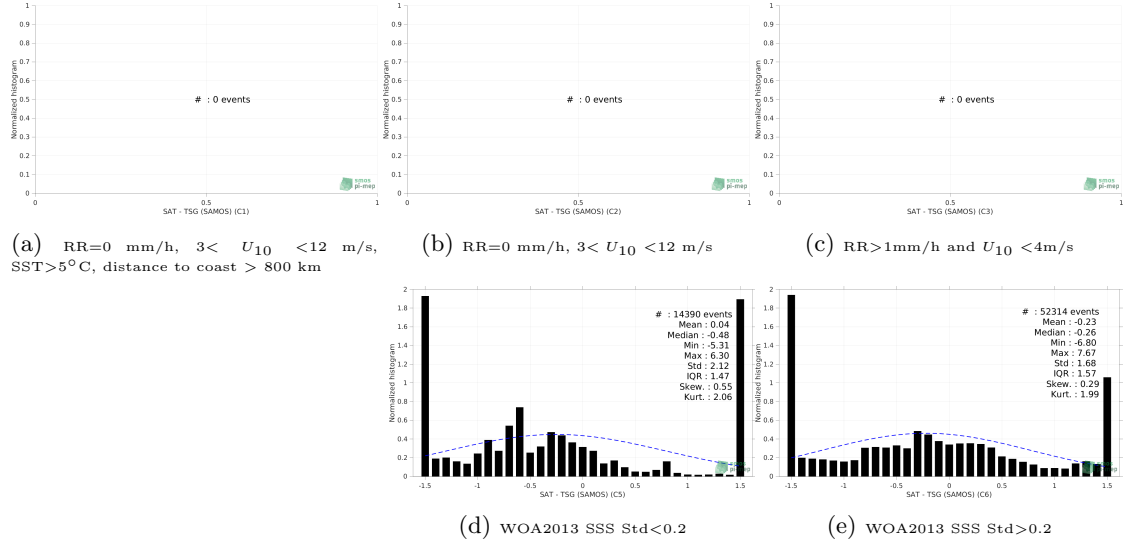 1
0.9
0.8
0.7
0.6
0.5
0.4
0.3
0.2
0.1
0
Normalized histogram
# : 0 events
smos
pi-mep
0 0.5 1
SAT - TSG (SAMOS) (C1)
(a) RR=0 mm/h, 3< U10 <12 m/s,
SST>5°C, distance to coast > 800 km
1
0.9
0.8
0.7
0.6
0.5
0.4
0.3
0.2
0.1
0
Normalized histogram
# : 0 events
smos
pi-mep
0 0.5 1
SAT - TSG (SAMOS) (C2)
(b) RR=0 mm/h, 3< U10 <12 m/s
1
0.9
0.8
0.7
0.6
0.5
0.4
0.3
0.2
0.1
0
Normalized histogram
# : 0 events
smos
pi-mep
0 0.5 1
SAT - TSG (SAMOS) (C3)
(c) RR>1mm/h and U10 <4m/s
2
1.8
1.6
1.4
1.2
1
0.8
0.6
0.4
0.2
0
Normalized histogram
# : 14390 events
Mean : 0.04
Median : -0.48
Min : -5.31
Max : 6.30
Std : 2.12
IQR : 1.47
Skew. : 0.55
Kurt. : 2.06
smos
pi-mep
-1.5 -1 -0.5 0 0.5 1 1.5
SAT - TSG (SAMOS) (C5)
(d) WOA2013 SSS Std<0.2
2
1.8
1.6
1.4
1.2
1
0.8
0.6
0.4
0.2
0
Normalized histogram
# : 52314 events
Mean : -0.23
Median : -0.26
Min : -6.80
Max : 7.67
Std : 1.68
IQR : 1.57
Skew. : 0.29
Kurt. : 1.99
smos
pi-mep
-1.5 -1 -0.5 0 0.5 1 1.5
SAT - TSG (SAMOS) (C6)
(e) WOA2013 SSS Std>0.2